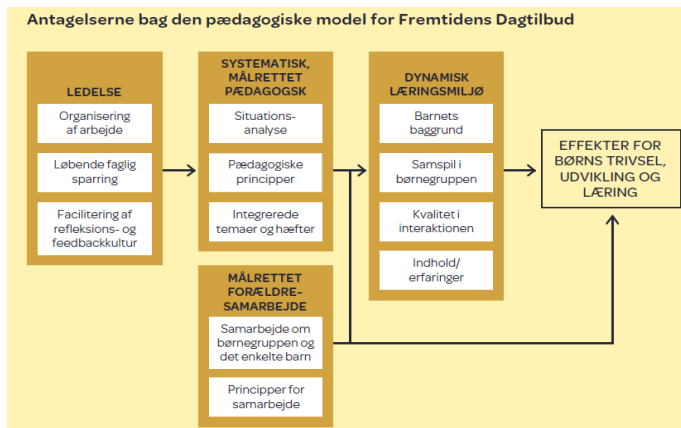 Antagelserne bag den pædagogiske model for Fremtidens Dagtilbud
LEDELSE
Organisering
af arbejde
Løbende faglig
sparring
Facilitering af
refleksions- og
feedbackkultur
SYSTEMATISK,
MÅLRETTET
PÆDAGOGSK
Situations-
analyse
Pædagogiske
principper
Integrerede
temaer og hæfter
MÅLRETTET
FORÆLDRE-
SAMARBEJDE
Samarbejde om
børnegruppen og
det enkelte barn
Principper for
samarbejde
DYNAMISK
LÆRINGSMILJØ
Barnets
baggrund
Samspil i
børnegruppen
Kvalitet i
interaktionen
Indhold/
erfaringer
EFFEKTER FOR
BØRNS TRIVSEL,
UDVIKLING OG
LÆRING